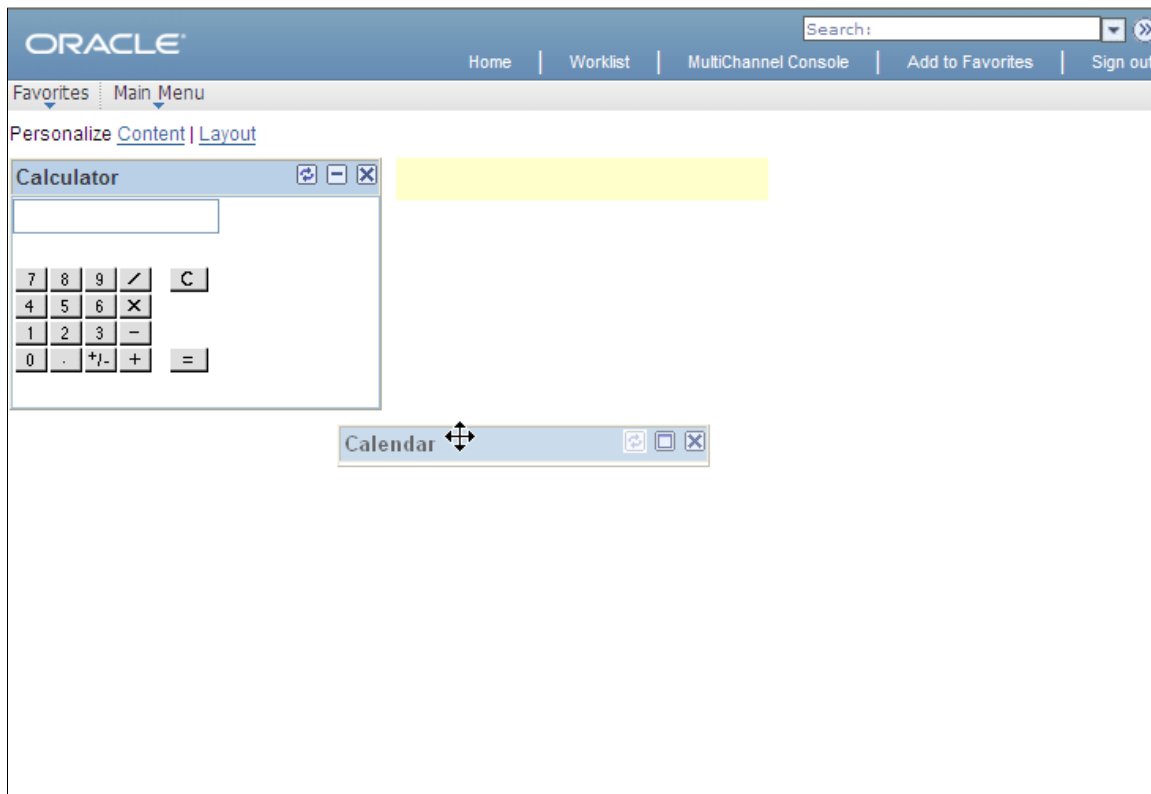 ORACLE
Search:
Home | Worklist | MultiChannel Console | Add to Favorites | Sign out
Favorites Main Menu
Personalize Content | Layout
Calculator
7 8 9 / C
4 5 6 X
1 2 3 -
0 . +/- + =
Calendar